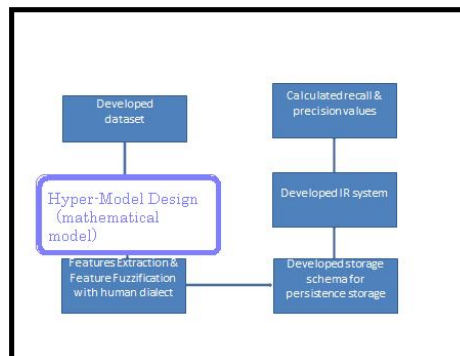 Developed
dataset
Hyper-Model Design
(mathematical
model)
Features Extraction &
Feature Fuzzification
with human dialect
Calculated recall &
precision values
Developed IR system
Developed storage
schema for
persistence storage